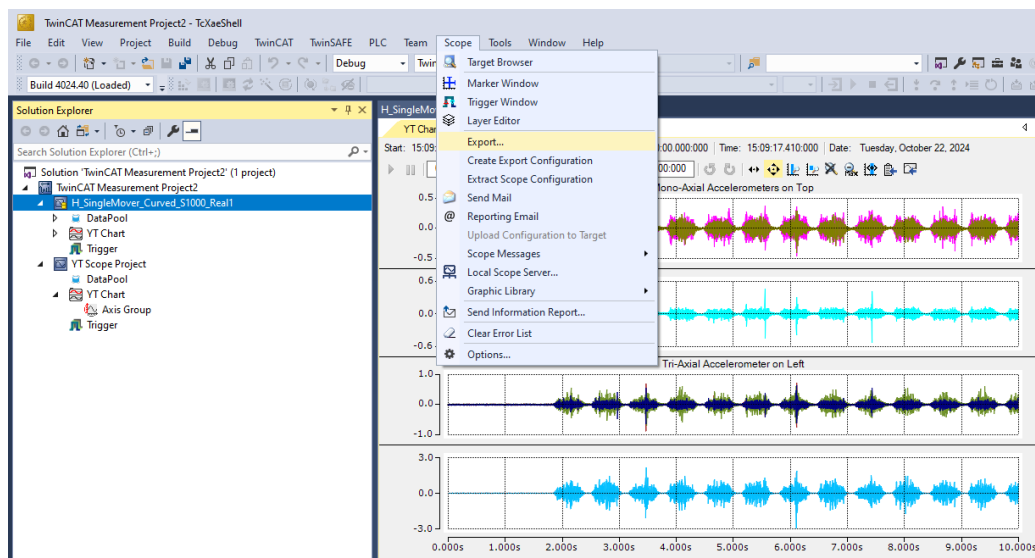 TwinCAT Measurement Project2 - TcXaeShell
File Edit View Project Build Debug TwinCAT TwinSAFE PLC Team Scope Tools Window Help
Debug
Build 4024.40 (Loaded)
Solution Explorer
Search Solution Explorer (Ctrl+;)
Solution 'TwinCAT Measurement Project2' (1 project)
TwinCAT Measurement Project2
H_SingleMover_Curved_S1000_Real1
DataPool
YT Chart
Trigger
YT Scope Project
DataPool
YT Chart
Axis Group
Trigger
Target Browser
Marker Window
Trigger Window
Layer Editor
Export...
Create Export Configuration
Extract Scope Configuration
Send Mail
@ Reporting Email
Upload Configuration to Target
Scope Messages
Local Scope Server...
Graphic Library
Send Information Report...
Clear Error List
Options...
Time: 15:09:17.410:000 Date: Tuesday, October 22, 2024
Accelerometers on Top
0.5
0.0
-0.5
0.6
0.0
-0.6
Tri-Axial Accelerometer on Left
1.0
0.0
-1.0
3.0
0.0
-3.0
0.000s 1.000s 2.000s 3.000s 4.000s 5.000s 6.000s 7.000s 8.000s 9.000s 10.000s